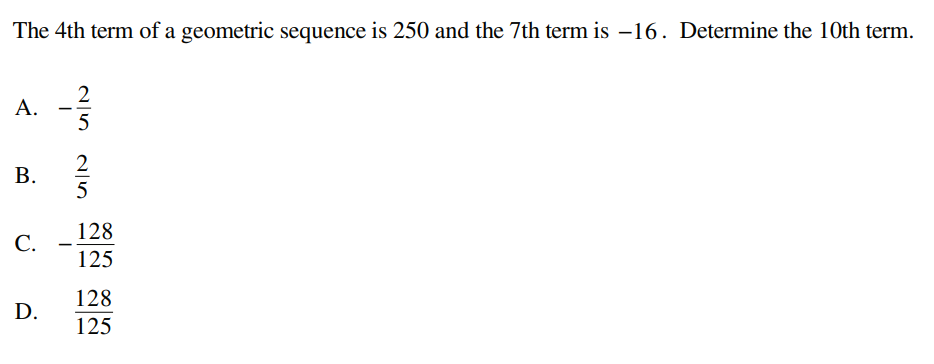 The 4th term of a geometric sequence is 250 and the 7th term is −16. Determine the 10th term.
A. −2/5
B. 2/5
C. −128/125
D. 128/125